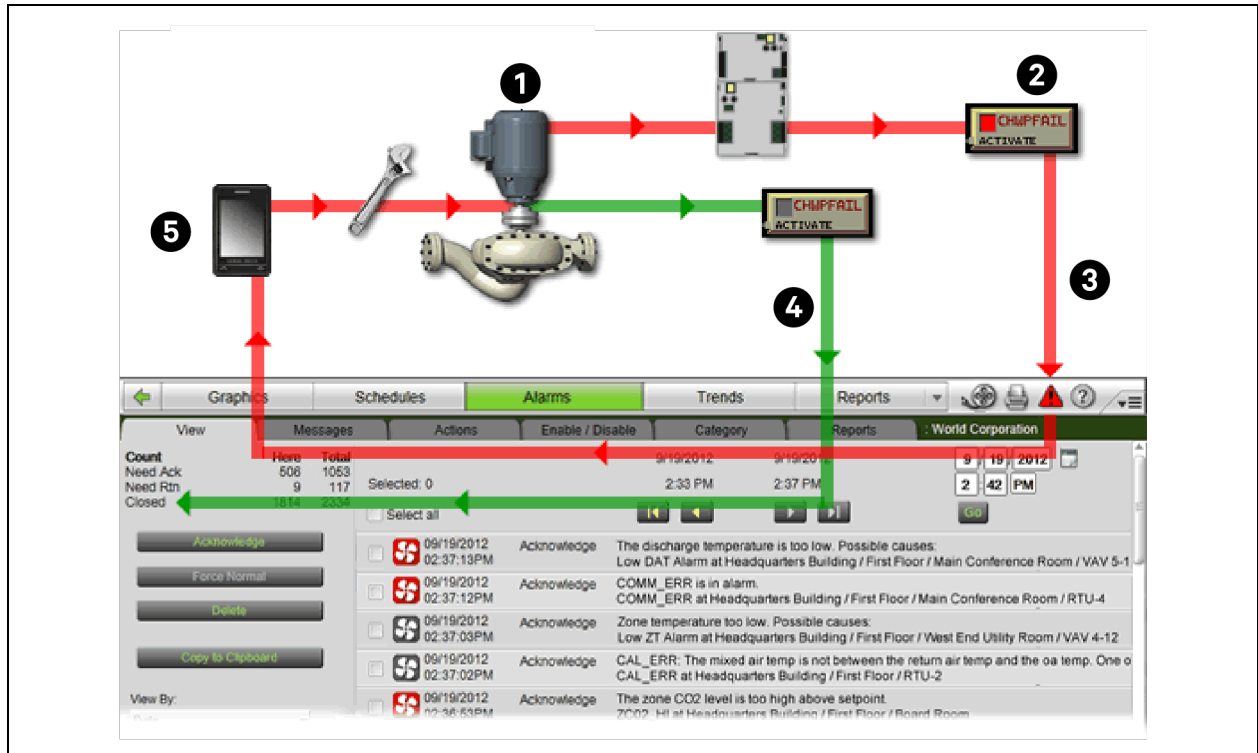 1
2
CHWPFAIL
ACTIVATE
CHWPFAIL
ACTIVATE
5
3
4
Graphics Schedules Alarms Trends Reports
View Messages Actions Enable / Disable Category Reports : World Corporation
Count Here Total
Need Ack 506 1053
Need Rtn 9 117
Closed 1814 2334
Selected: 0
9/19/2012 9/19/2012
2:33 PM 2:37 PM
9 19 2012
2 42 PM
Select all
Go
Acknowledge
Force Normal
Delete
Copy to Clipboard
View By:
09/19/2012 Acknowledge The discharge temperature is too low. Possible causes:
02:37:13PM Low DAT Alarm at Headquarters Building / First Floor / Main Conference Room / VAV 5-1
09/19/2012 Acknowledge COMM_ERR is in alarm.
02:37:12PM COMM_ERR at Headquarters Building / First Floor / Main Conference Room / RTU-4
09/19/2012 Acknowledge Zone temperature too low. Possible causes:
02:37:03PM Low ZT Alarm at Headquarters Building / First Floor / West End Utility Room / VAV 4-12
09/19/2012 Acknowledge CAL_ERR: The mixed air temp is not between the return air temp and the oa temp. One o
02:37:02PM CAL_ERR at Headquarters Building / First Floor / RTU-2
09/19/2012 Acknowledge The zone CO2 level is too high above setpoint.
02:36:53PM ZC02_HI at Headquarters Building / First Floor / Board Room